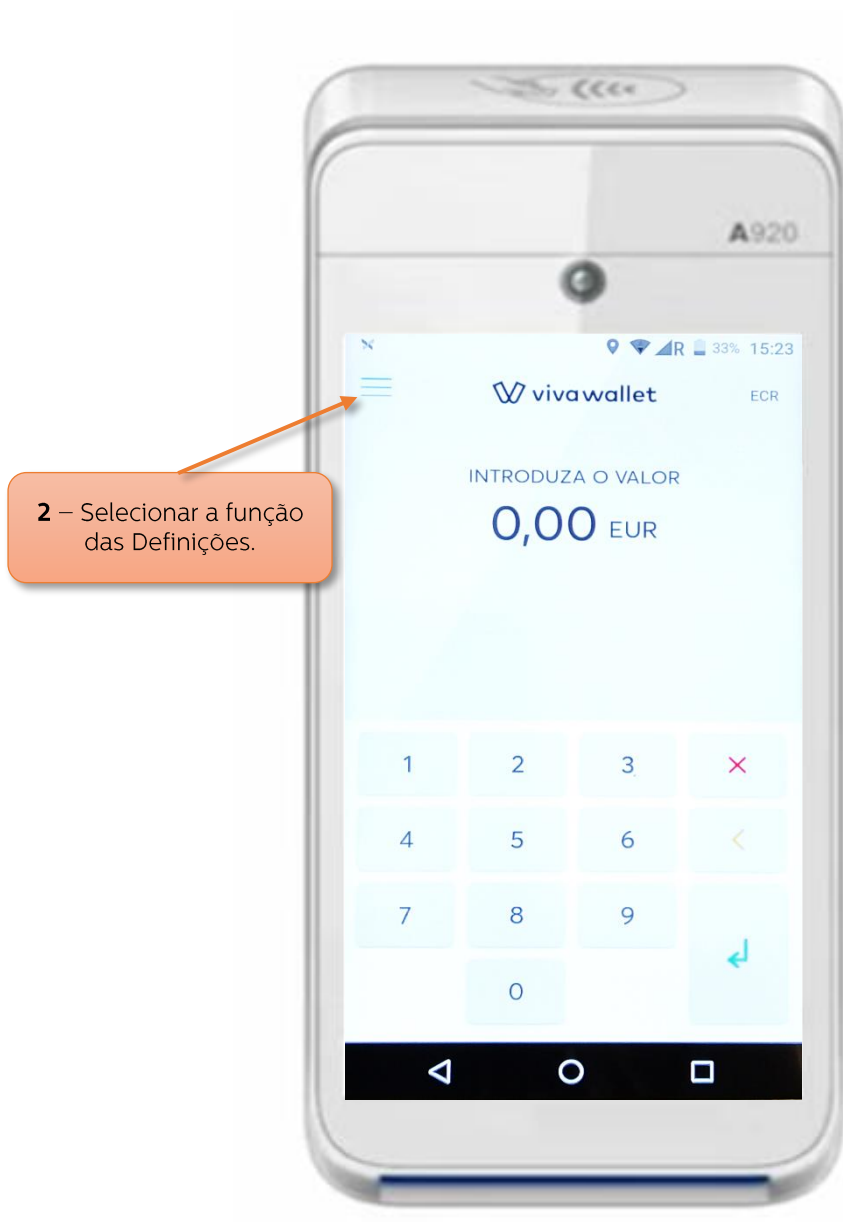 A920
R 33% 15:23
vivawallet
ECR
INTRODUZA O VALOR
0,00 EUR
2 – Selecionar a função
das Definições.
1 2 3
4 5 6
7 8 9
0